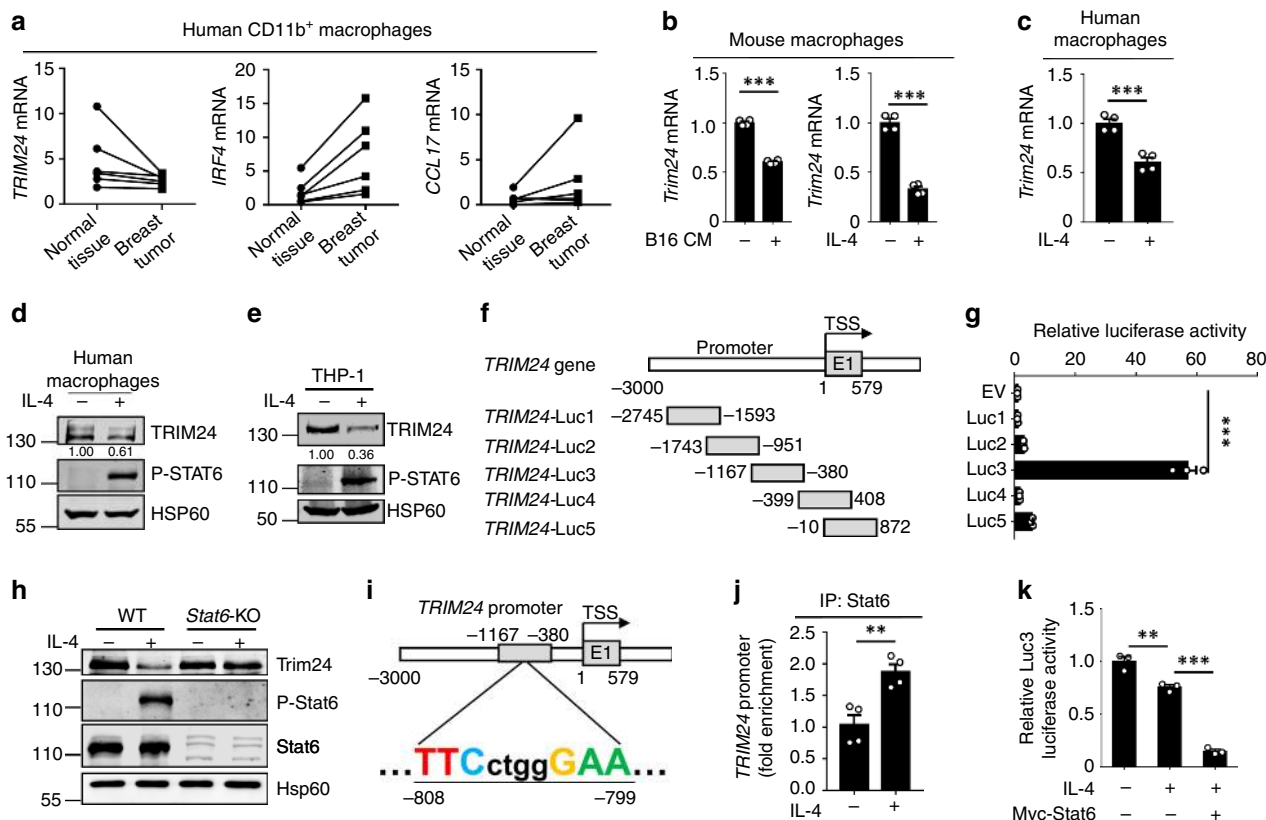 a
Human CD11b+ macrophages
TRIM24 mRNA
15
10
5
0
Normal tissue
Breast tumor
IRF4 mRNA
20
15
10
5
0
Normal tissue
Breast tumor
CCL17 mRNA
15
10
5
0
Normal tissue
Breast tumor
b
Mouse macrophages
Trim24 mRNA
1.5
1.0
0.5
0
***
B16 CM – +
Trim24 mRNA
1.5
1.0
0.5
0
***
IL-4 – +
c
Human
macrophages
Trim24 mRNA
1.5
1.0
0.5
0
***
IL-4 – +
d
Human
macrophages
IL-4 – +
130 TRIM24
1.00 0.61
110 P-STAT6
55 HSP60
e
THP-1
IL-4 – +
130 TRIM24
1.00 0.36
110 P-STAT6
50 HSP60
f
TSS
Promoter
TRIM24 gene E1
–3000 1 579
TRIM24-Luc1 –2745 –1593
TRIM24-Luc2 –1743 –951
TRIM24-Luc3 –1167 –380
TRIM24-Luc4 –399 408
TRIM24-Luc5 –10 872
g
Relative luciferase activity
0 20 40 60 80
EV
Luc1
Luc2
Luc3
Luc4
Luc5
***
h
WT Stat6-KO
IL-4 – + – +
130 Trim24
110 P-Stat6
110 Stat6
55 Hsp60
i
TRIM24 promoter TSS
–1167 –380
E1
–3000 1 579
...TTCctggGAA...
–808 –799
j
IP: Stat6
TRIM24 promoter
(fold enrichment)
2.5
2.0
1.5
1.0
0.5
0.0
**
IL-4 – +
k
Relative Luc3
luciferase activity
1.5
1.0
0.5
0
**
***
IL-4 – + +
Myc-Stat6 – – +